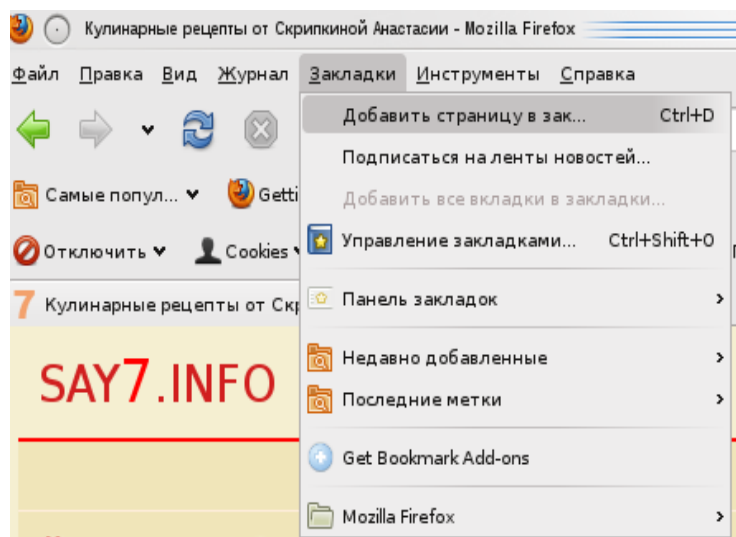 Кулинарные рецепты от Скрипкиной Анастасии - Mozilla Firefox
Файл Правка Вид Журнал Закладки Инструменты Справка
Добавить страницу в зак... Ctrl+D
Подписаться на ленты новостей...
Самые попул... Getti
Добавить все вкладки в закладки...
Управление закладками... Ctrl+Shift+O
Отключить Cookies
7 Кулинарные рецепты от Скр
Панель закладок
Недавно добавленные
SAY7.INFO
Последние метки
Get Bookmark Add-ons
Mozilla Firefox